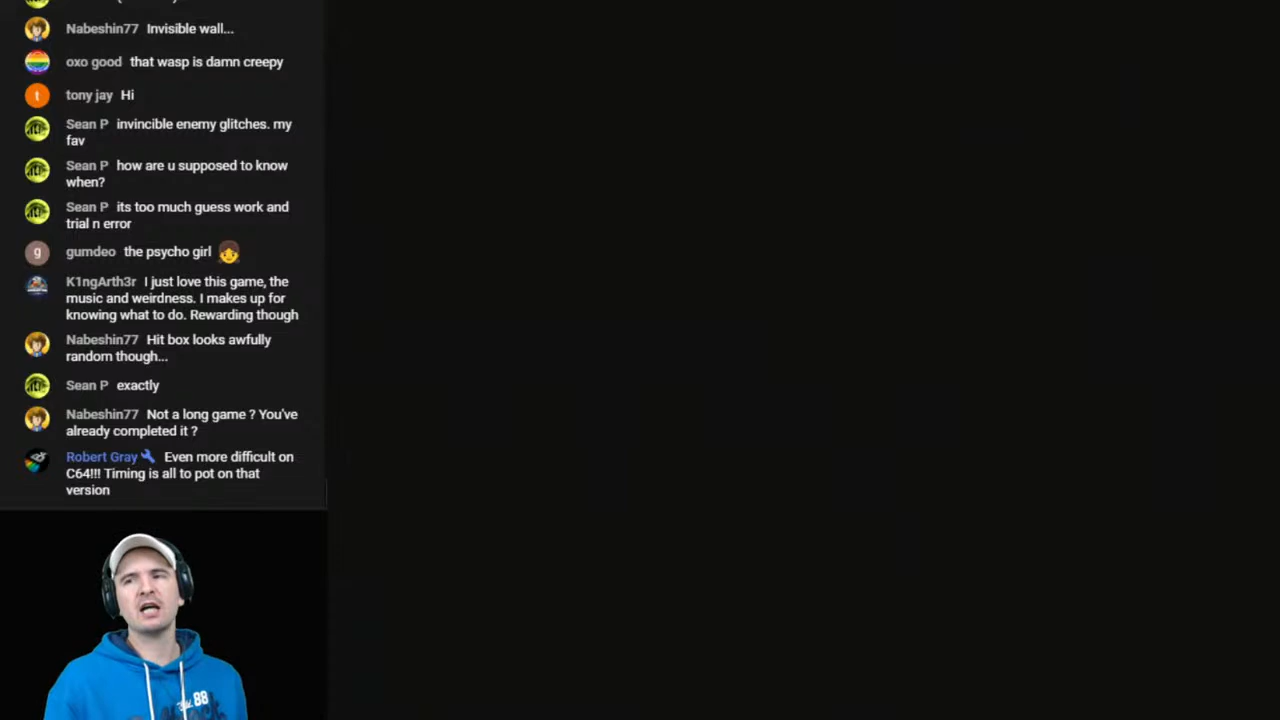 Nabeshin77 Invisible wall...
oxo good that wasp is damn creepy
t tony jay Hi
Sean P invincible enemy glitches. my
fav
Sean P how are u supposed to know
when?
Sean P its too much guess work and
trial n error
g gumdeo the psycho girl
K1ngArth3r I just love this game, the
music and weirdness. I makes up for
knowing what to do. Rewarding though
Nabeshin77 Hit box looks awfully
random though...
Sean P exactly
Nabeshin77 Not a long game ? You've
already completed it ?
Robert Gray Even more difficult on
C64!!! Timing is all to pot on that
version
88